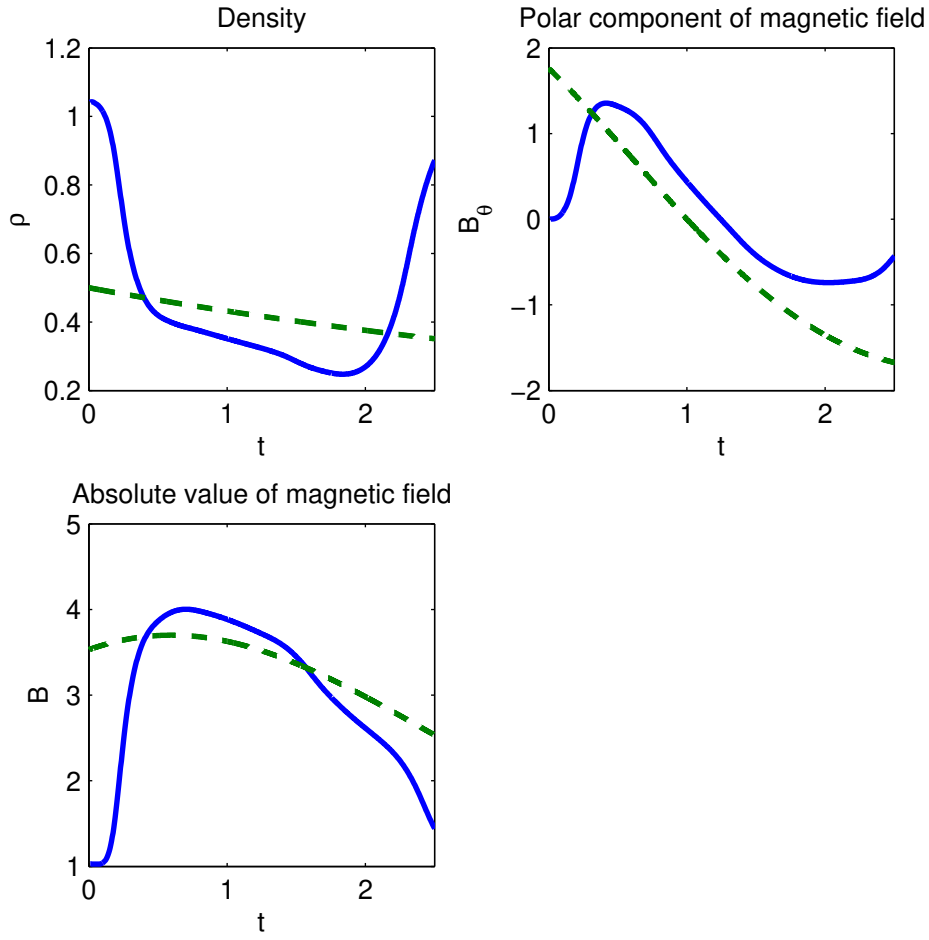 Density
1.2
1
0.8
0.6
0.4
0.2
ρ
0
1
2
t
Polar component of magnetic field
2
1
0
−1
−2
B_θ
0
1
2
t
Absolute value of magnetic field
5
4
3
2
1
B
0
1
2
t